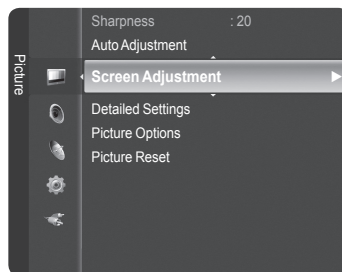 Picture
Sharpness : 20
Auto Adjustment
Screen Adjustment
Detailed Settings
Picture Options
Picture Reset